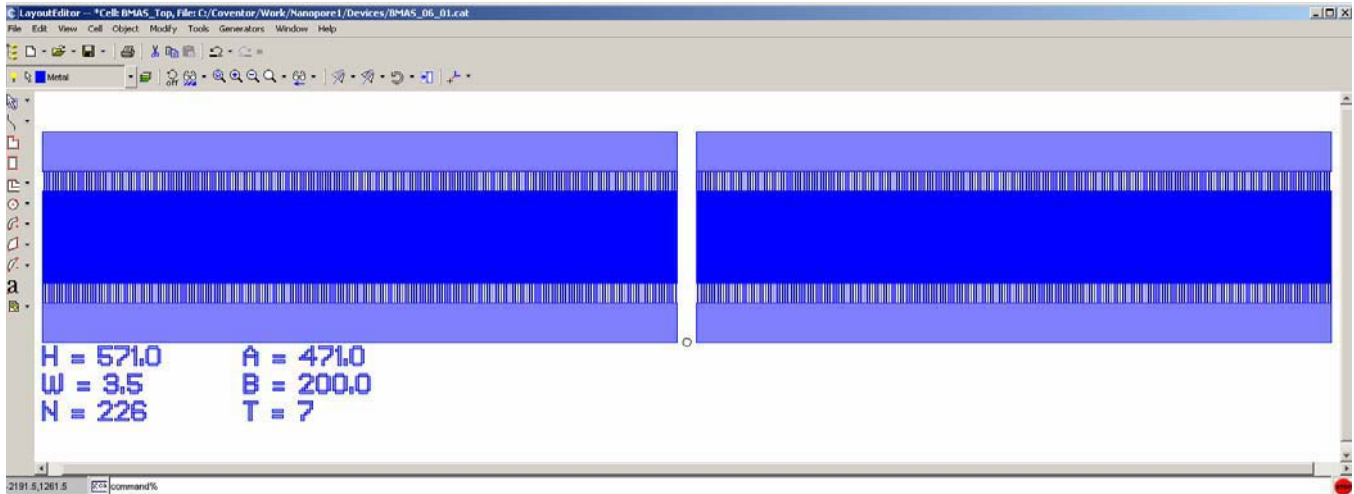 LayoutEditor -- *Cell: BMAS_Top, File: C:/Coventor/Work/Nanopore1/Devices/BMAS_06_01.cat
File Edit View Cell Object Modify Tools Generators Window Help
Metal off
a
H = 571.0 A = 471.0
W = 3.5 B = 200.0
N = 226 T = 7
-2191.5,1261.5 command%